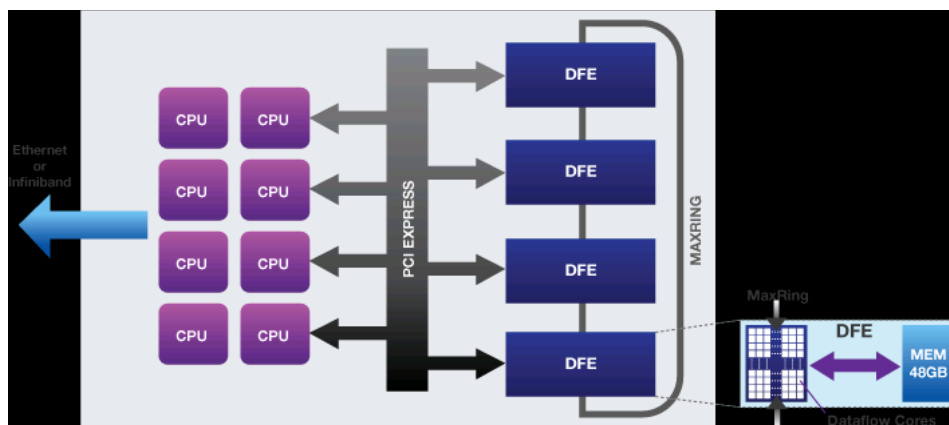 Ethernet
or
Infiniband
CPU CPU
CPU CPU
CPU CPU
CPU CPU
PCI EXPRESS
DFE
DFE
DFE
DFE
MAXRING
MaxRing
DFE
MEM
48GB
Dataflow Cores